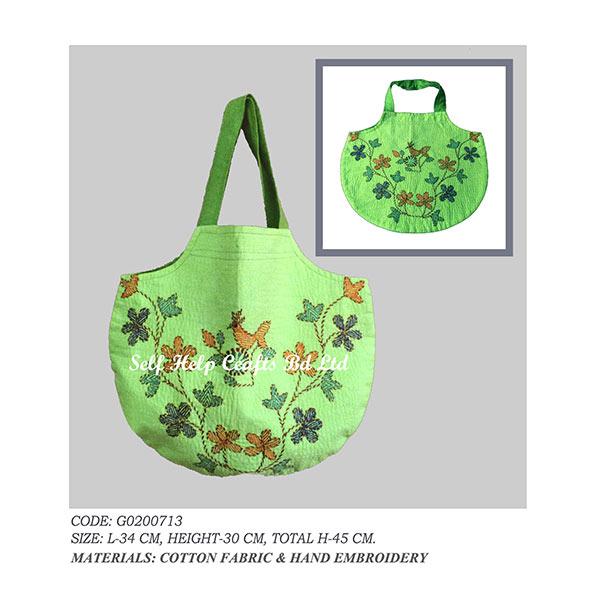 Self Help Crafts Bd Ltd
CODE: G0200713
SIZE: L-34 CM, HEIGHT-30 CM, TOTAL H-45 CM.
MATERIALS: COTTON FABRIC & HAND EMBROIDERY